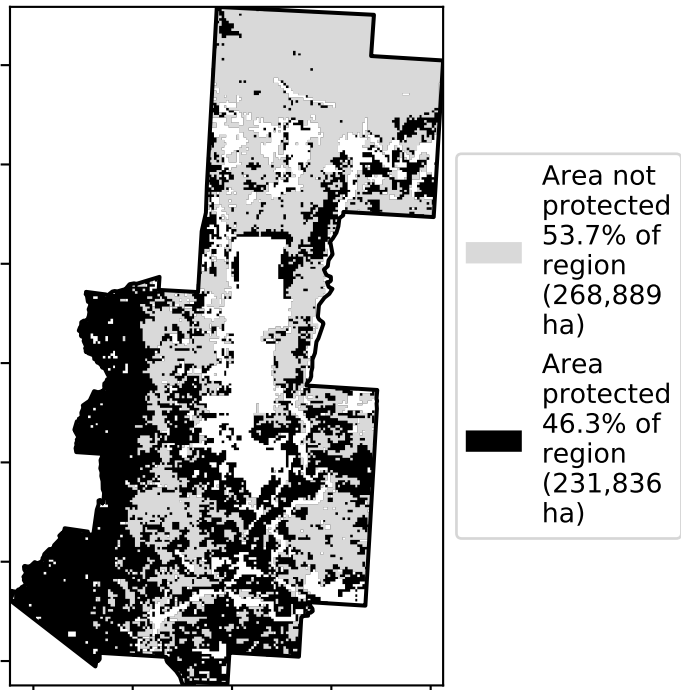 Area not
protected
53.7% of
region
(268,889
ha)
Area
protected
46.3% of
region
(231,836
ha)